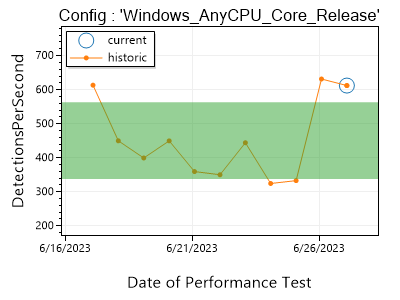 Config : 'Windows_AnyCPU_Core_Release'
current
historic
DetectionsPerSecond
700
600
500
400
300
200
6/16/2023
6/21/2023
6/26/2023
Date of Performance Test